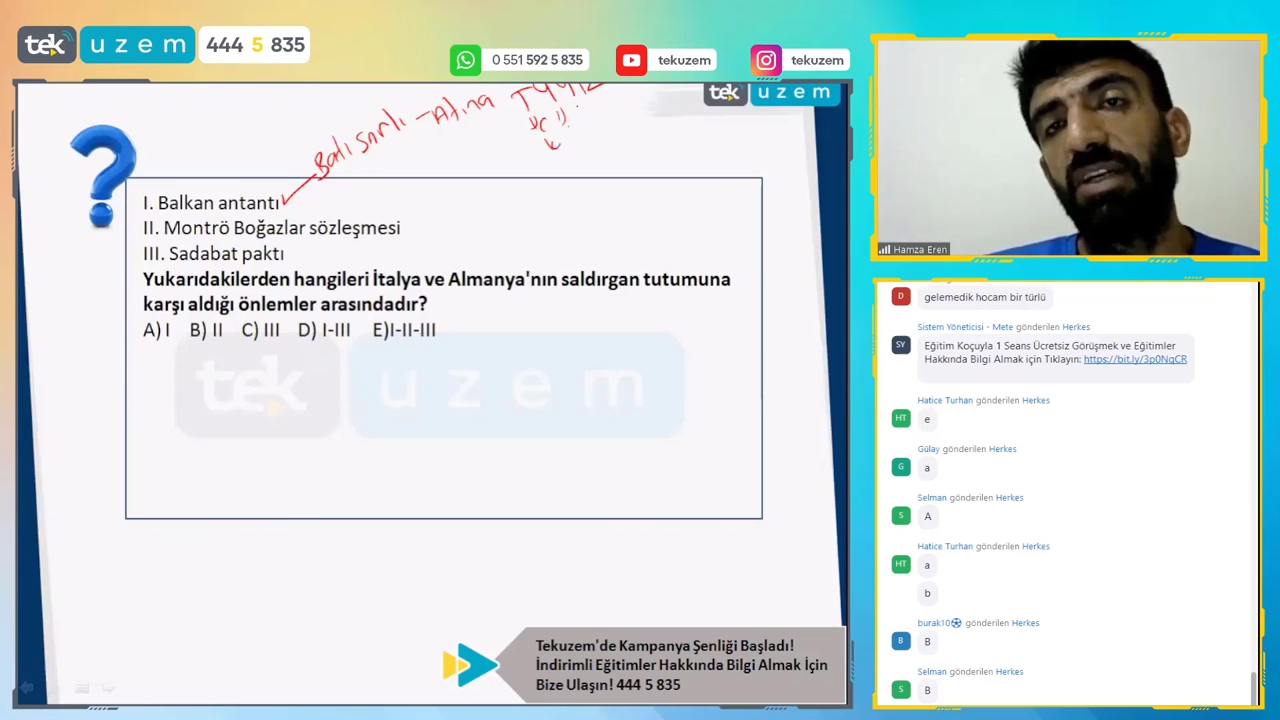 tek uzem 444 5 835
0 551 592 5 835
tekuzem
tekuzem
tek uzem
Batı sınrlı - Atina
I. Balkan antantı
II. Montrö Boğazlar sözleşmesi
III. Sadabat paktı
Yukarıdakilerden hangileri İtalya ve Almanya'nın saldırgan tutumuna
karşı aldığı önlemler arasındadır?
A) I B) II C) III D) I-III E)I-II-III
tek uzem
Tekuzem'de Kampanya Şenliği Başladı!
İndirimli Eğitimler Hakkında Bilgi Almak İçin
Bize Ulaşın! 444 5 835
Hamza Eren
D
gelemedik hocam bir türlü
Sistem Yöneticisi - Mete gönderilen Herkes
SY
Eğitim Koçuyla 1 Seans Ücretsiz Görüşmek ve Eğitimler
Hakkında Bilgi Almak için Tıklayın: https://bit.ly/3p0NqCR
Hatice Turhan gönderilen Herkes
HT
e
Gülay gönderilen Herkes
G
a
Selman gönderilen Herkes
S
A
Hatice Turhan gönderilen Herkes
HT
a
b
burak10⚽ gönderilen Herkes
B
B
Selman gönderilen Herkes
S
B